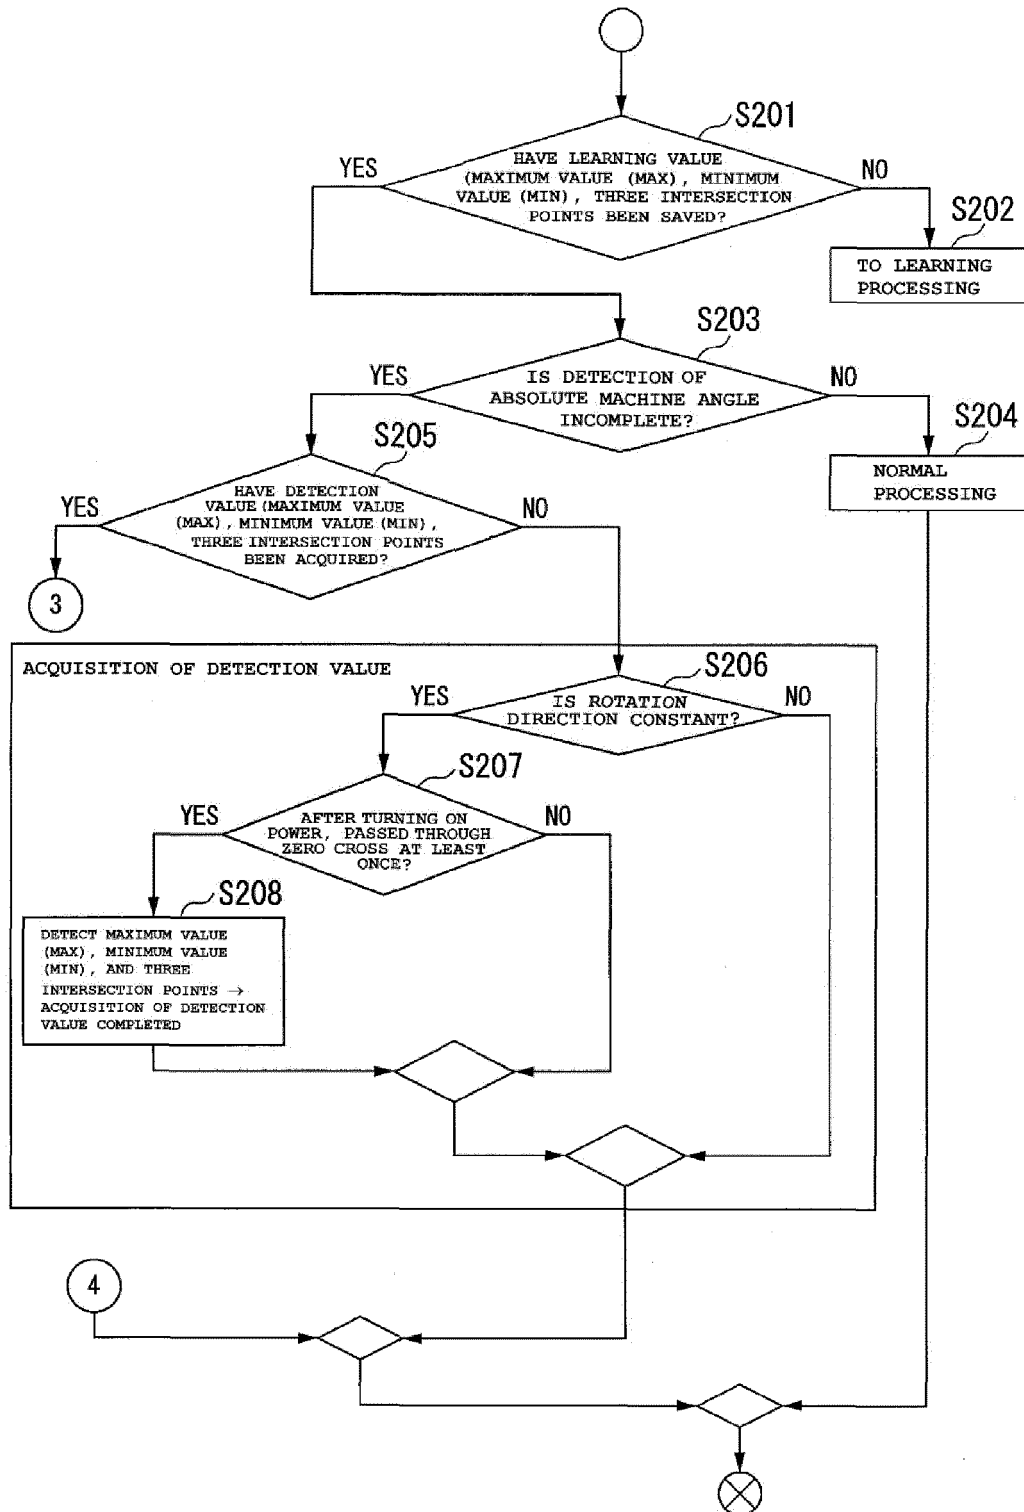 S201
YES
HAVE LEARNING VALUE
(MAXIMUM VALUE (MAX), MINIMUM
VALUE (MIN), THREE INTERSECTION
POINTS BEEN SAVED?
NO
S202
TO LEARNING
PROCESSING
S203
YES
IS DETECTION OF
ABSOLUTE MACHINE ANGLE
INCOMPLETE?
NO
S204
NORMAL
PROCESSING
S205
YES
HAVE DETECTION
VALUE (MAXIMUM VALUE
(MAX), MINIMUM VALUE (MIN),
THREE INTERSECTION POINTS
BEEN ACQUIRED?
NO
3
ACQUISITION OF DETECTION VALUE
S206
YES
IS ROTATION
DIRECTION CONSTANT?
NO
S207
YES
AFTER TURNING ON
POWER, PASSED THROUGH
ZERO CROSS AT LEAST
ONCE?
NO
S208
DETECT MAXIMUM VALUE
(MAX), MINIMUM VALUE
(MIN), AND THREE
INTERSECTION POINTS →
ACQUISITION OF DETECTION
VALUE COMPLETED
4